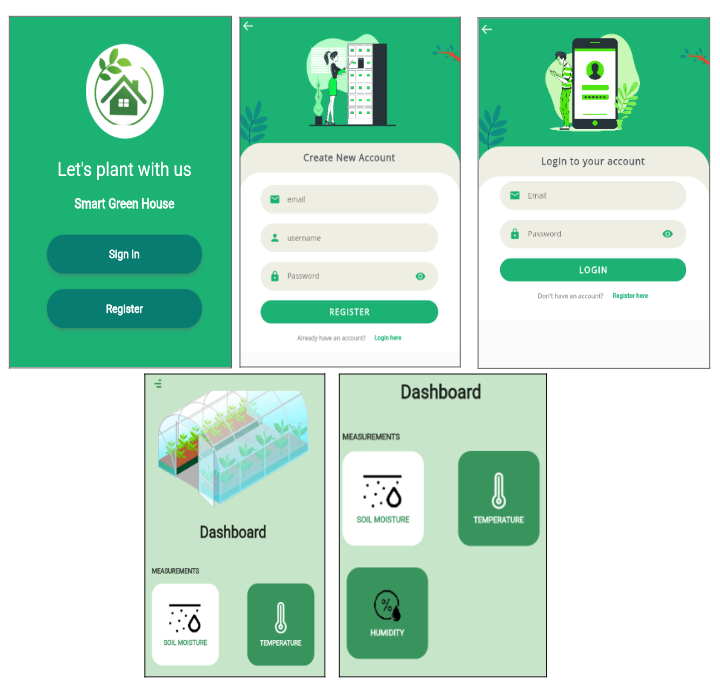 Let's plant with us
Smart Green House
Sign In
Register
Create New Account
email
username
Password
REGISTER
Already have an account? Login here
Login to your account
Email
Password
LOGIN
Don't have an account? Register here
Dashboard
MEASUREMENTS
SOIL MOISTURE
TEMPERATURE
Dashboard
MEASUREMENTS
SOIL MOISTURE
TEMPERATURE
%
HUMIDITY